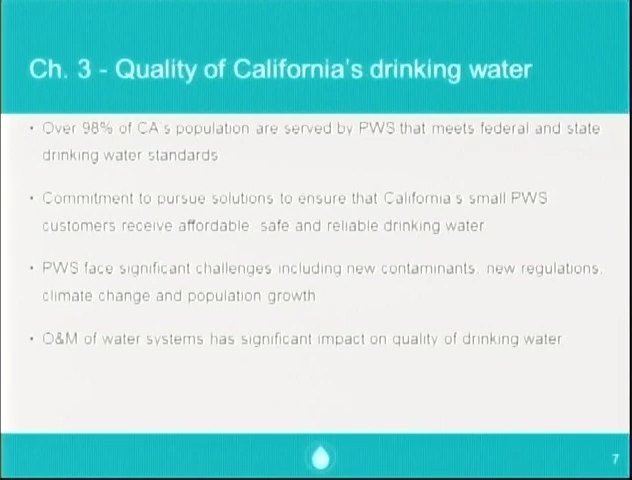 Ch. 3 - Quality of California's drinking water
• Over 98% of CA's population are served by PWS that meets federal and state
drinking water standards
• Commitment to pursue solutions to ensure that California's small PWS
customers receive affordable, safe and reliable drinking water
• PWS face significant challenges including new contaminants, new regulations,
climate change and population growth
• O&M of water systems has significant impact on quality of drinking water
7